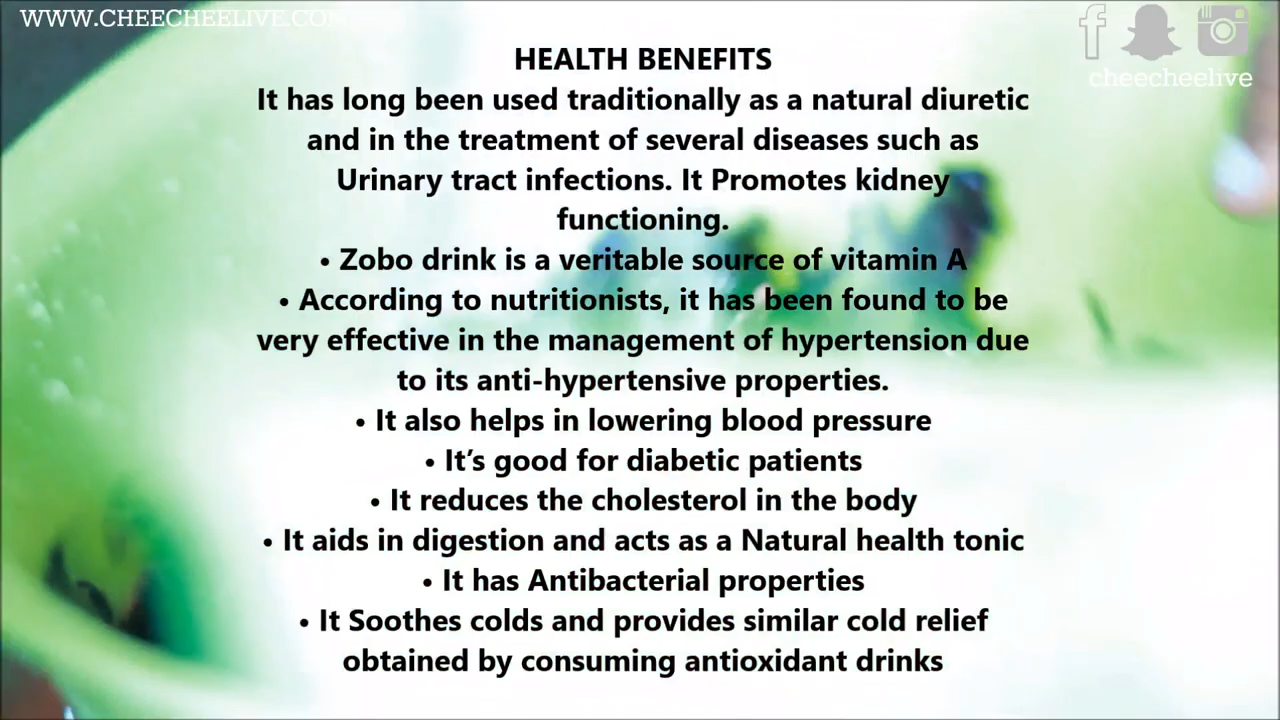 WWW.CHEECHEELIVE.COM
cheecheelive
HEALTH BENEFITS
It has long been used traditionally as a natural diuretic
and in the treatment of several diseases such as
Urinary tract infections. It Promotes kidney
functioning.
• Zobo drink is a veritable source of vitamin A
• According to nutritionists, it has been found to be
very effective in the management of hypertension due
to its anti-hypertensive properties.
• It also helps in lowering blood pressure
• It’s good for diabetic patients
• It reduces the cholesterol in the body
• It aids in digestion and acts as a Natural health tonic
• It has Antibacterial properties
• It Soothes colds and provides similar cold relief
obtained by consuming antioxidant drinks